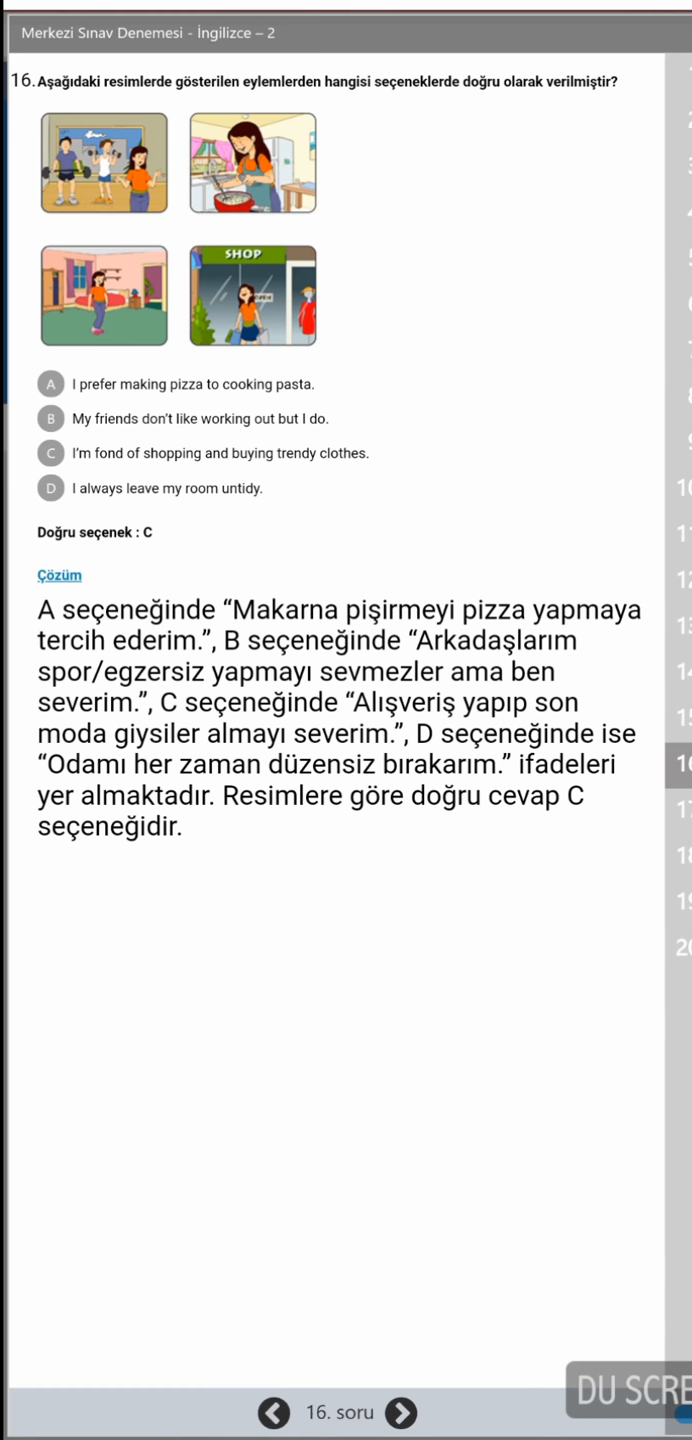 Merkezi Sınav Denemesi - İngilizce – 2
16. Aşağıdaki resimlerde gösterilen eylemlerden hangisi seçeneklerde doğru olarak verilmiştir?
SHOP
OPEN
A I prefer making pizza to cooking pasta.
B My friends don't like working out but I do.
C I'm fond of shopping and buying trendy clothes.
D I always leave my room untidy.
Doğru seçenek : C
Çözüm
A seçeneğinde “Makarna pişirmeyi pizza yapmaya
tercih ederim.”, B seçeneğinde “Arkadaşlarım
spor/egzersiz yapmayı sevmezler ama ben
severim.”, C seçeneğinde “Alışveriş yapıp son
moda giysiler almayı severim.”, D seçeneğinde ise
“Odamı her zaman düzensiz bırakarım.” ifadeleri
yer almaktadır. Resimlere göre doğru cevap C
seçeneğidir.
16. soru
DU SCRE